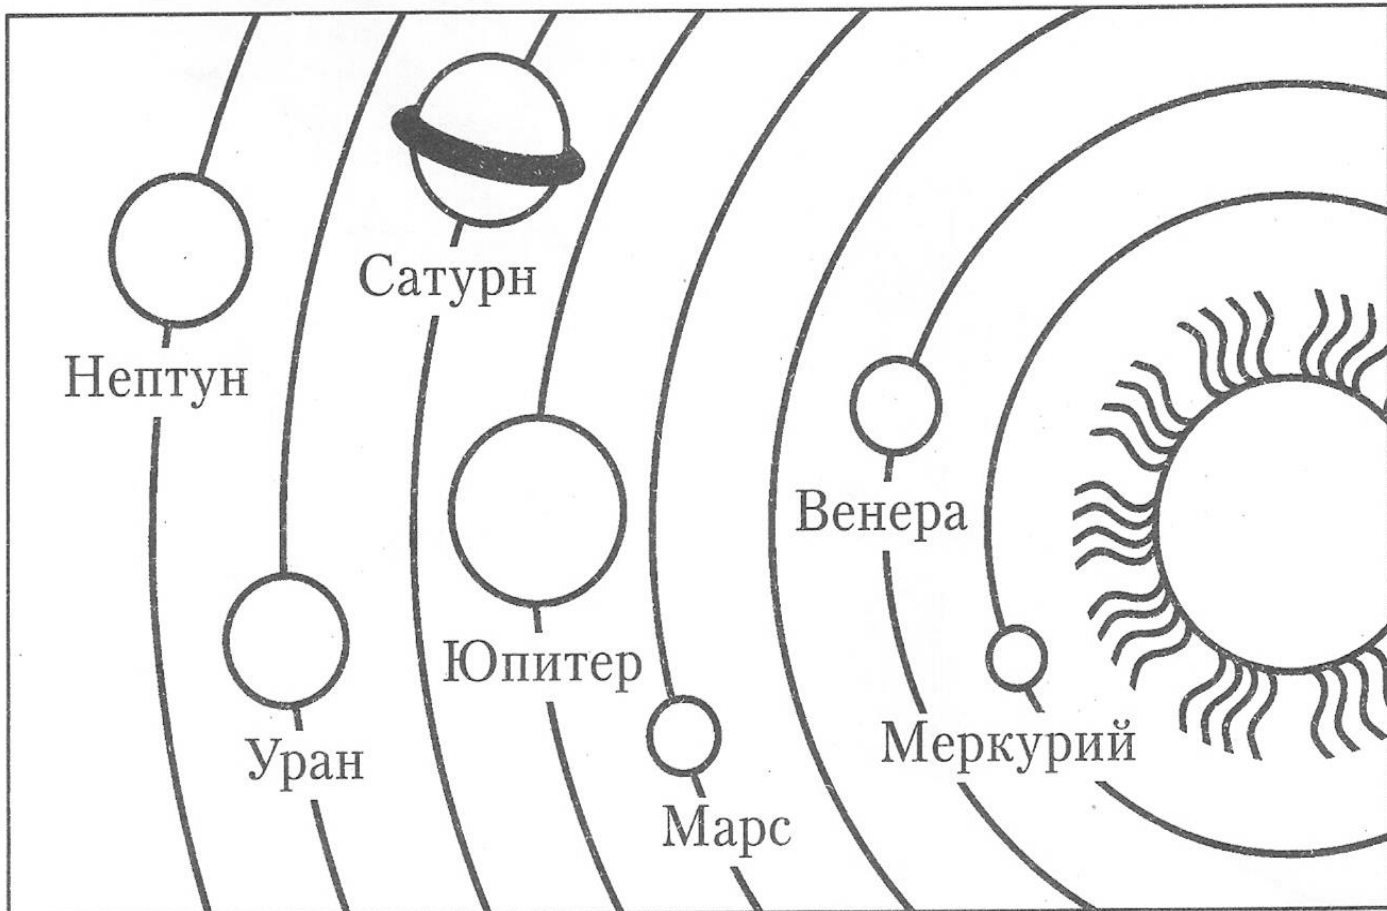 Сатурн
Нептун
Венера
Юпитер
Уран
Меркурий
Марс